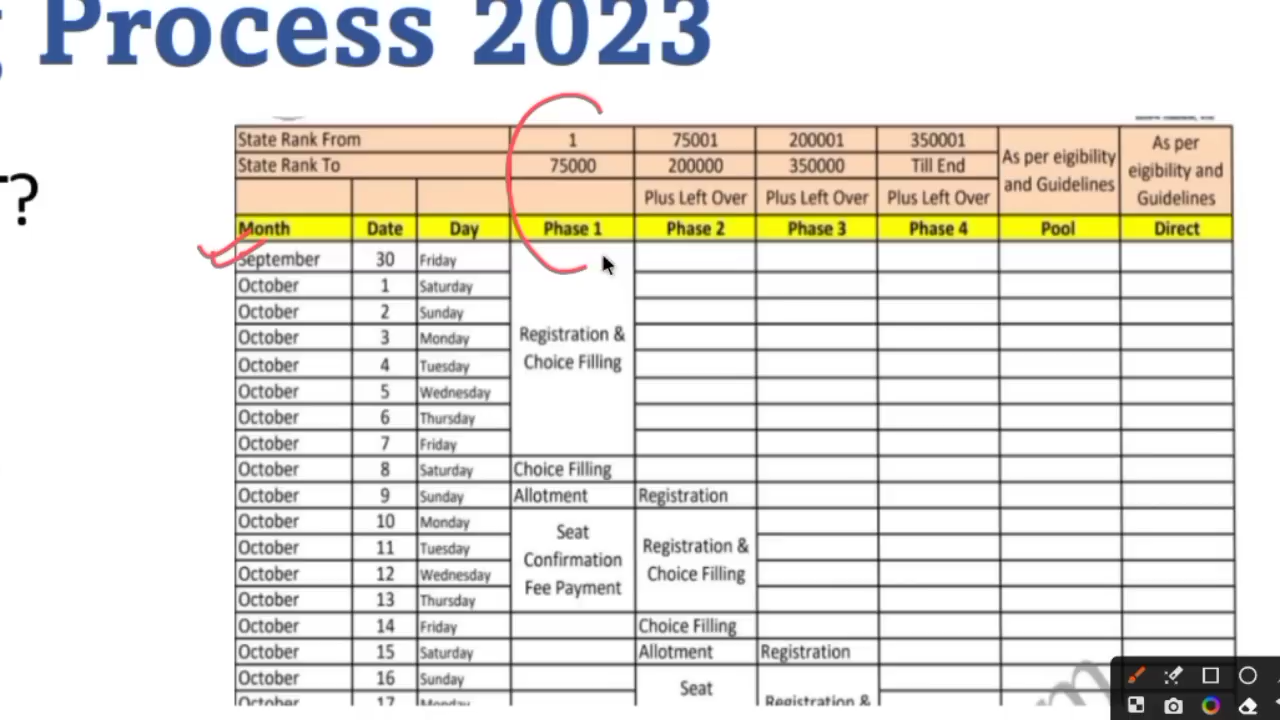 Process 2023
?
State Rank From 1 75001 200001 350001 As per eigibility and Guidelines As per eigibility and Guidelines
State Rank To 75000 200000 350000 Till End
Plus Left Over Plus Left Over Plus Left Over
Month Date Day Phase 1 Phase 2 Phase 3 Phase 4 Pool Direct
September 30 Friday
October 1 Saturday
October 2 Sunday
October 3 Monday Registration &
October 4 Tuesday Choice Filling
October 5 Wednesday
October 6 Thursday
October 7 Friday
October 8 Saturday Choice Filling
October 9 Sunday Allotment Registration
October 10 Monday Seat
October 11 Tuesday Confirmation Registration &
October 12 Wednesday Fee Payment Choice Filling
October 13 Thursday
October 14 Friday Choice Filling
October 15 Saturday Allotment Registration
October 16 Sunday Seat
October 17 Monday Registration &